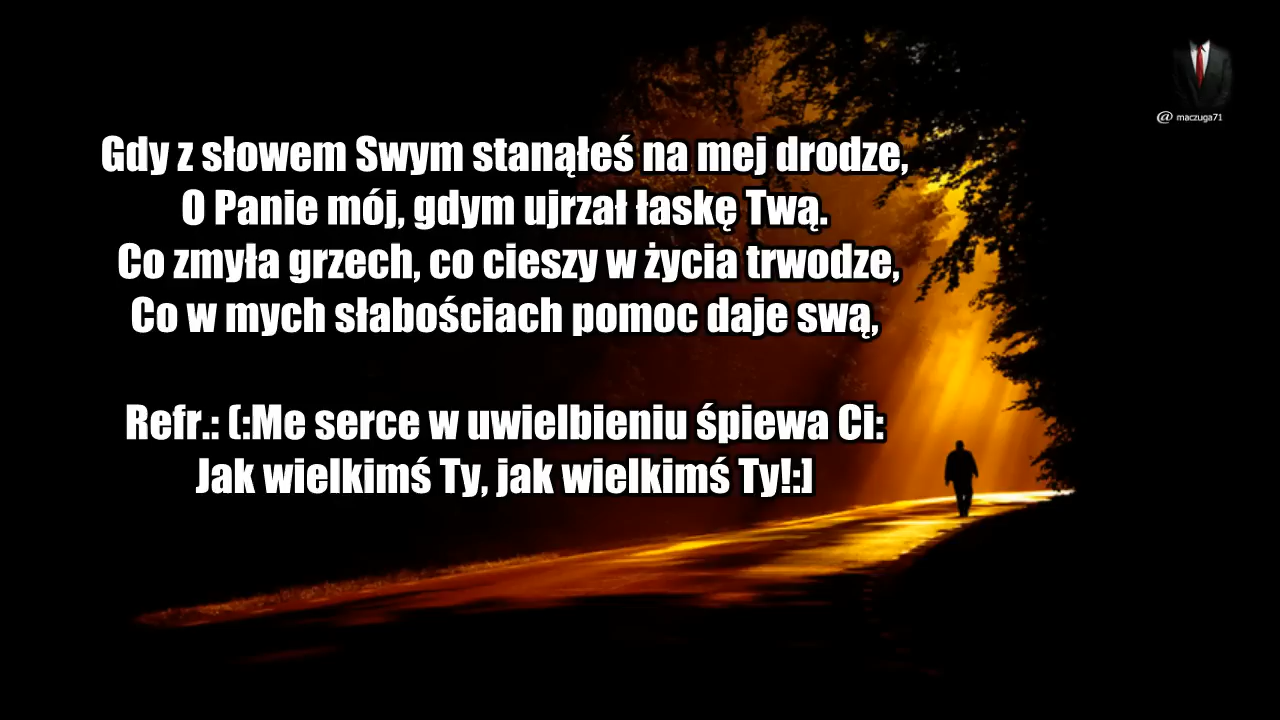 @ maczuga71
Gdy z słowem Swym stanąłeś na mej drodze,
O Panie mój, gdym ujrzał łaskę Twą.
Co zmyła grzech, co cieszy w życia trwodze,
Co w mych słabościach pomoc daje swą,
Refr.: (:Me serce w uwielbieniu śpiewa Ci:
Jak wielkimś Ty, jak wielkimś Ty!:]